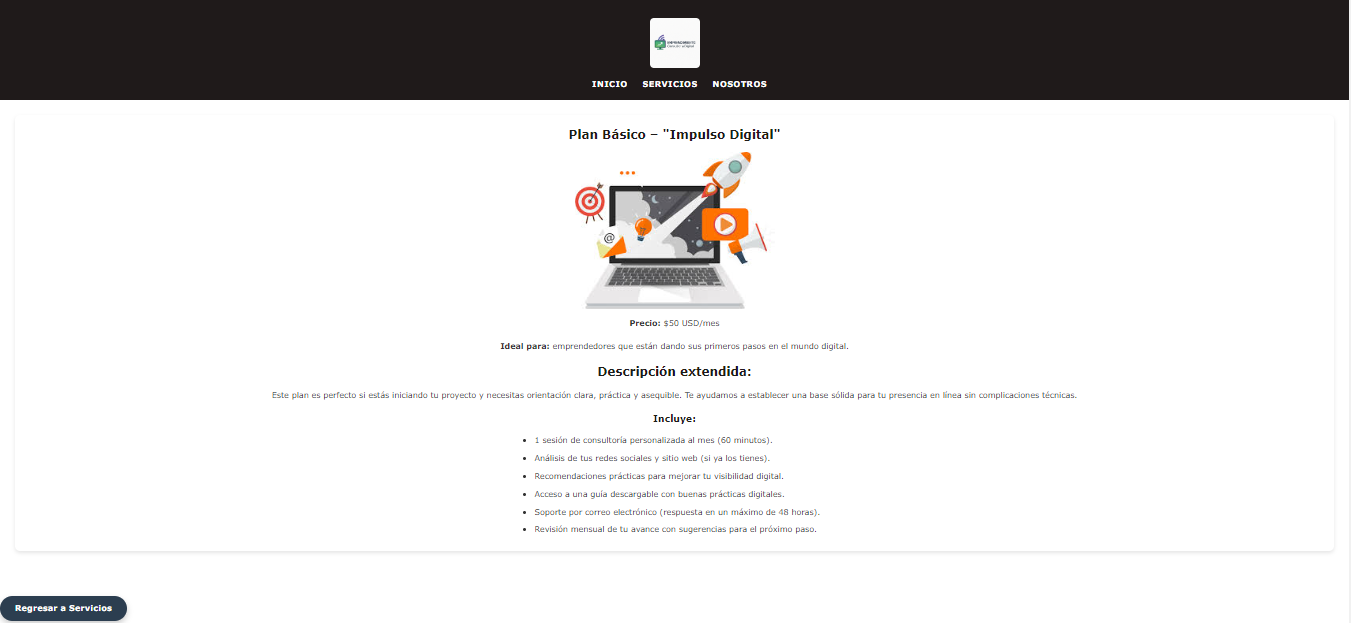 INICIO SERVICIOS NOSOTROS
Plan Básico – "Impulso Digital"
@
Precio: $50 USD/mes
Ideal para: emprendedores que están dando sus primeros pasos en el mundo digital.
Descripción extendida:
Este plan es perfecto si estás iniciando tu proyecto y necesitas orientación clara, práctica y asequible. Te ayudamos a establecer una base sólida para tu presencia en línea sin complicaciones técnicas.
Incluye:
• 1 sesión de consultoría personalizada al mes (60 minutos).
• Análisis de tus redes sociales y sitio web (si ya los tienes).
• Recomendaciones prácticas para mejorar tu visibilidad digital.
• Acceso a una guía descargable con buenas prácticas digitales.
• Soporte por correo electrónico (respuesta en un máximo de 48 horas).
• Revisión mensual de tu avance con sugerencias para el próximo paso.
Regresar a Servicios